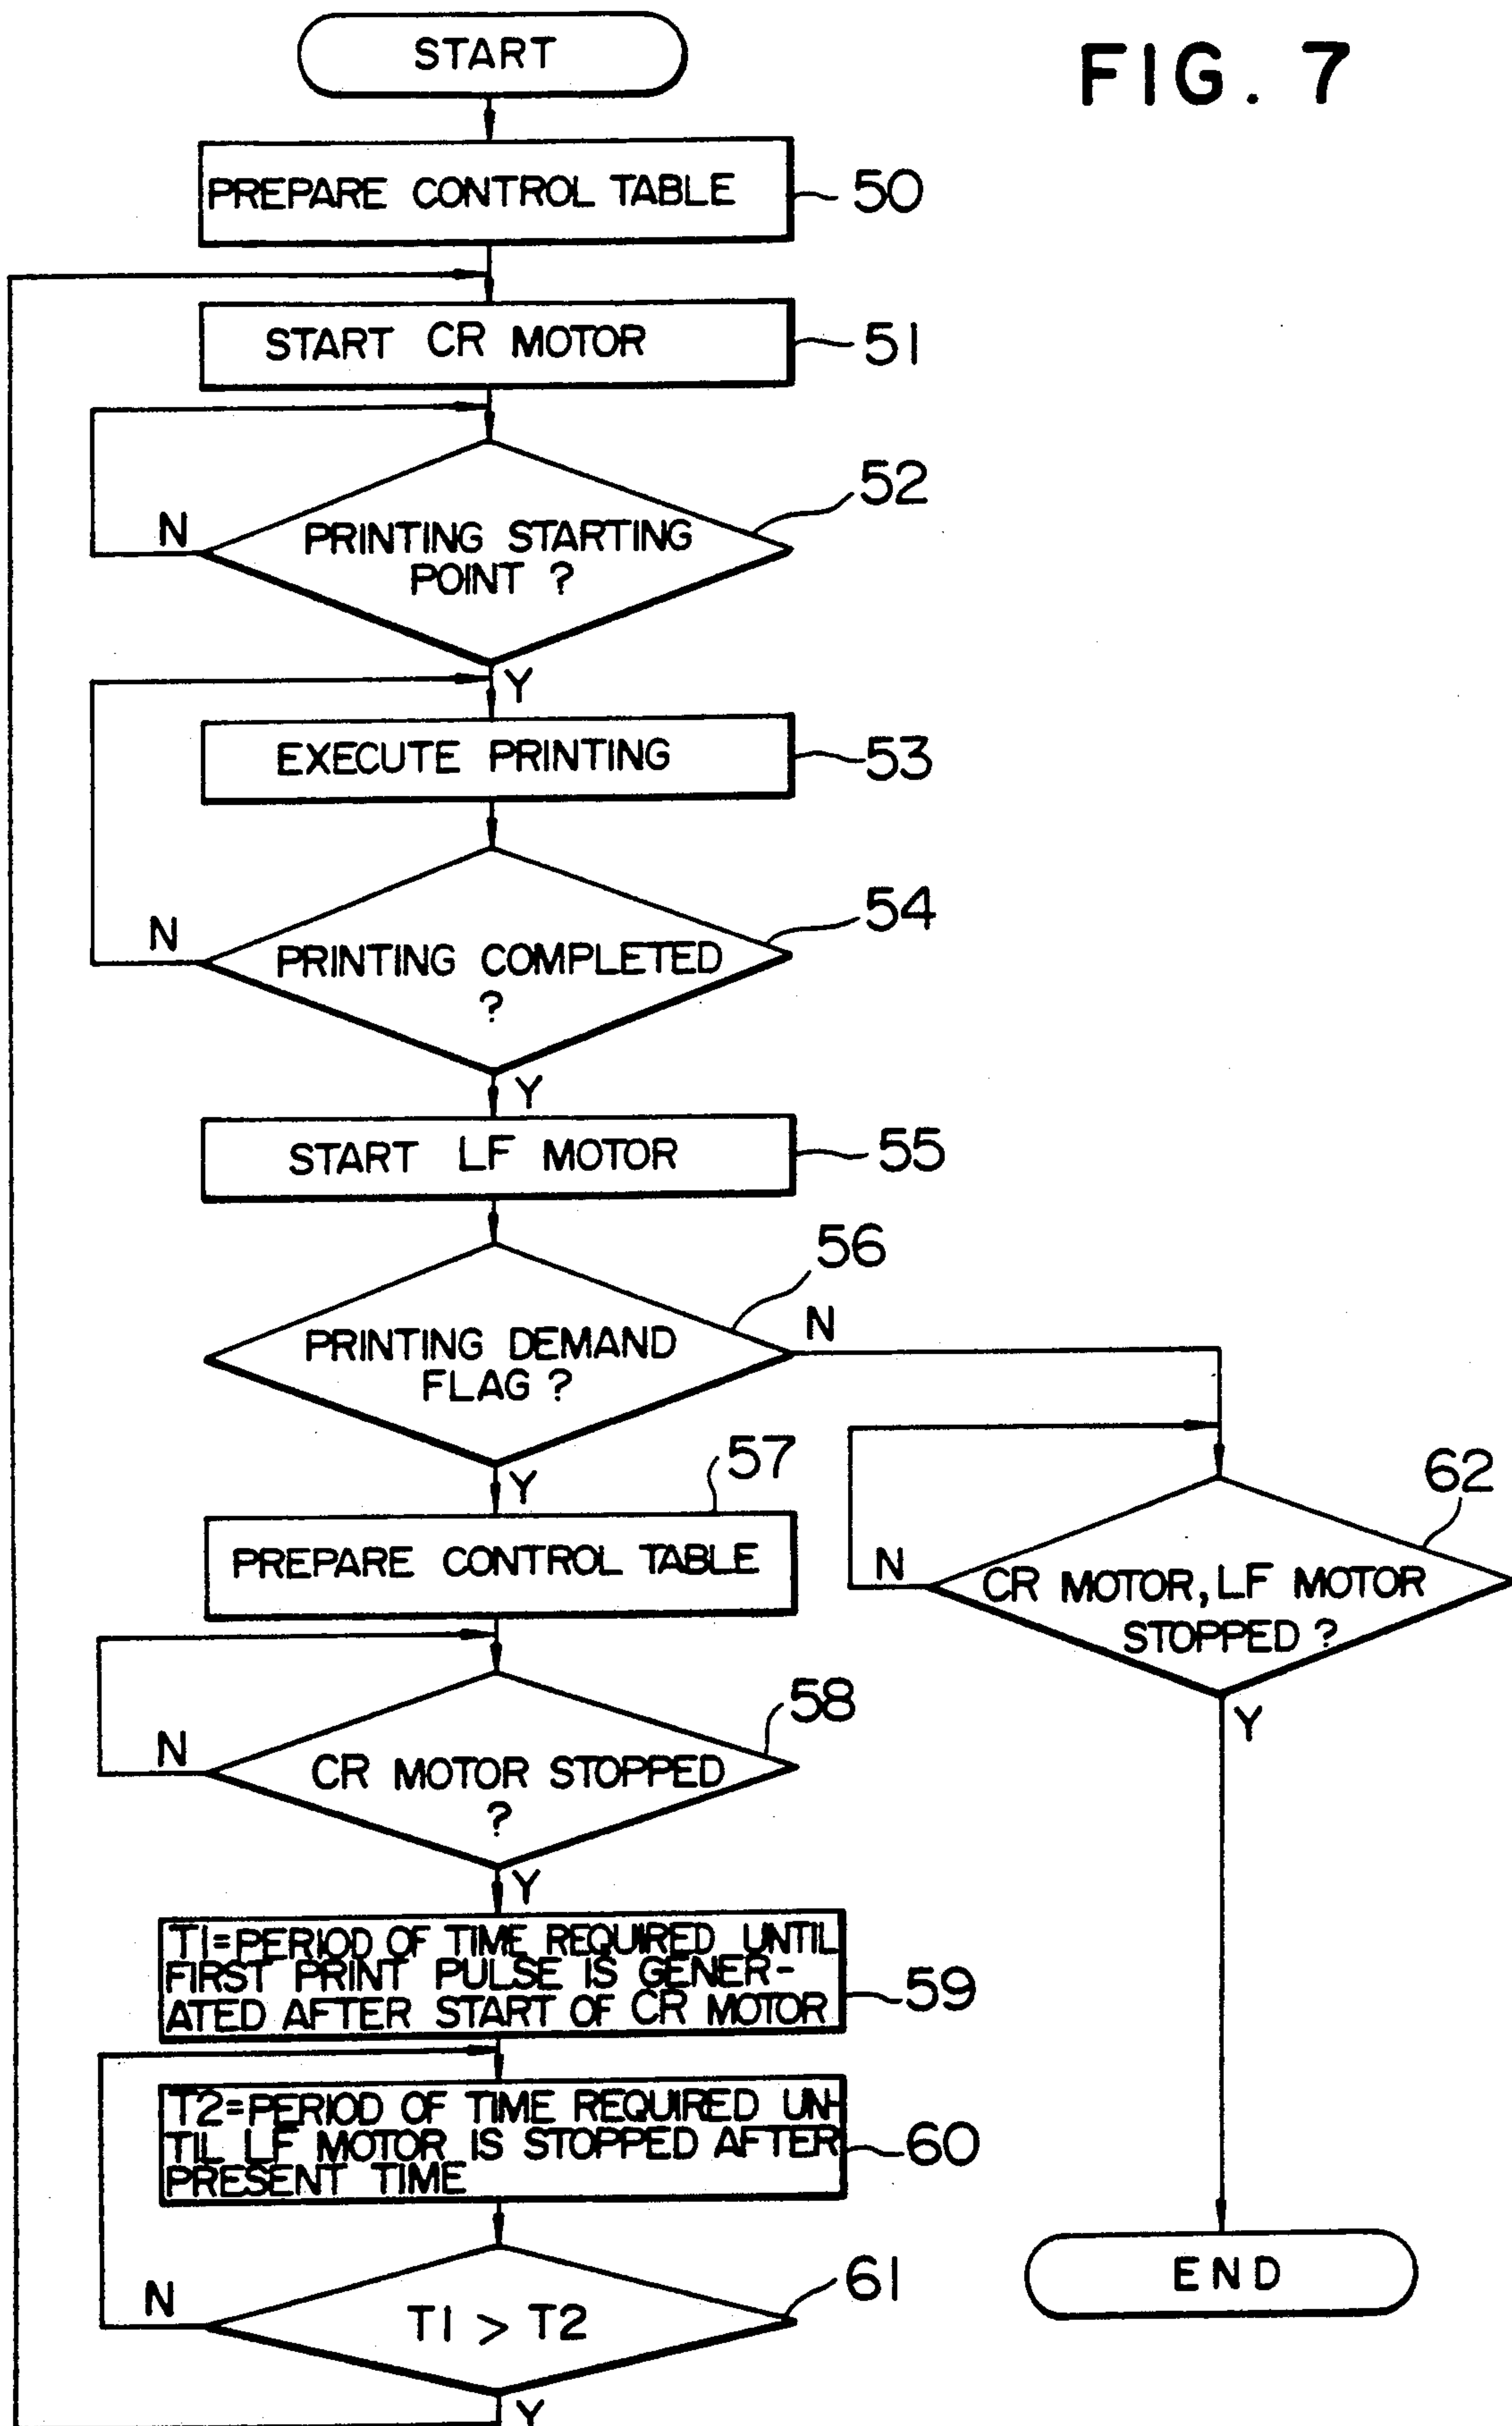 START
FIG. 7
PREPARE CONTROL TABLE
50
START CR MOTOR
51
52
N
PRINTING STARTING
POINT ?
Y
EXECUTE PRINTING
53
54
N
PRINTING COMPLETED
?
Y
START LF MOTOR
55
56
N
PRINTING DEMAND
FLAG ?
57
Y
PREPARE CONTROL TABLE
62
N
CR MOTOR, LF MOTOR
STOPPED ?
Y
58
N
CR MOTOR STOPPED
?
Y
T1=PERIOD OF TIME REQUIRED UNTIL
FIRST PRINT PULSE IS GENER-
ATED AFTER START OF CR MOTOR
59
T2=PERIOD OF TIME REQUIRED UN-
TIL LF MOTOR IS STOPPED AFTER
PRESENT TIME
60
61
N
T1 > T2
Y
END